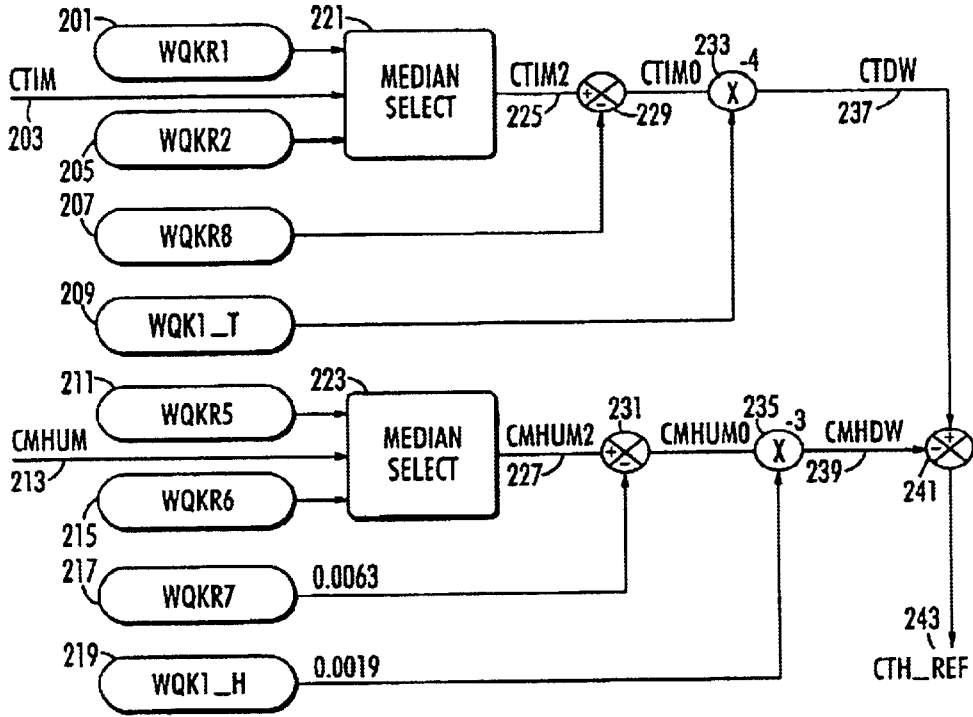 201
WQKR1
221
CTIM
203
MEDIAN
SELECT
CTIM2
225
+
-
229
CTIM0
233
X
-4
CTDW
237
WQKR2
205
207
WQKR8
209
WQK1_T
211
WQKR5
223
CMHUM
213
MEDIAN
SELECT
CMHUM2
227
231
+
-
CMHUM0
235
X
-3
CMHDW
239
+
-
241
WQKR6
215
217
WQKR7
0.0063
219
WQK1_H
0.0019
243
CTH_REF